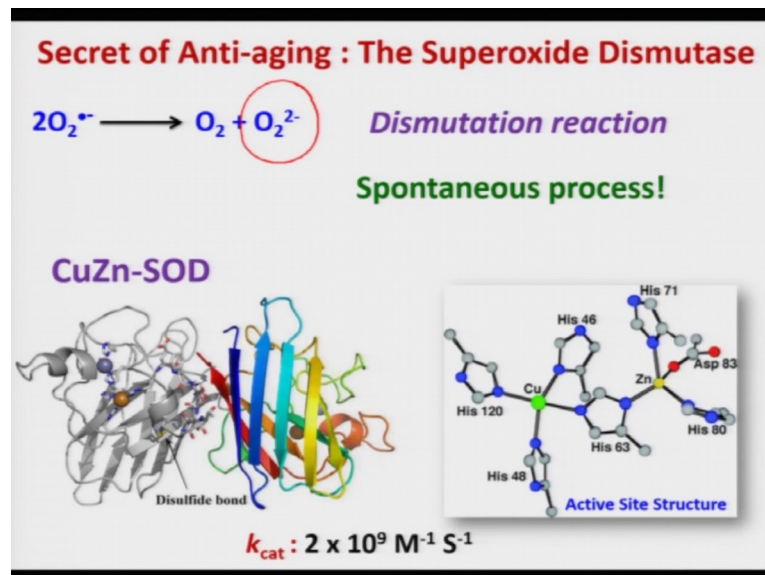 Secret of Anti-aging : The Superoxide Dismutase
2O₂•- ⟶ O₂ + O₂²⁻
Dismutation reaction
Spontaneous process!
CuZn-SOD
Disulfide bond
His 71
His 46
Asp 83
Cu
Zn
His 120
His 80
His 63
His 48
Active Site Structure
kcat : 2 x 10⁹ M⁻¹ S⁻¹